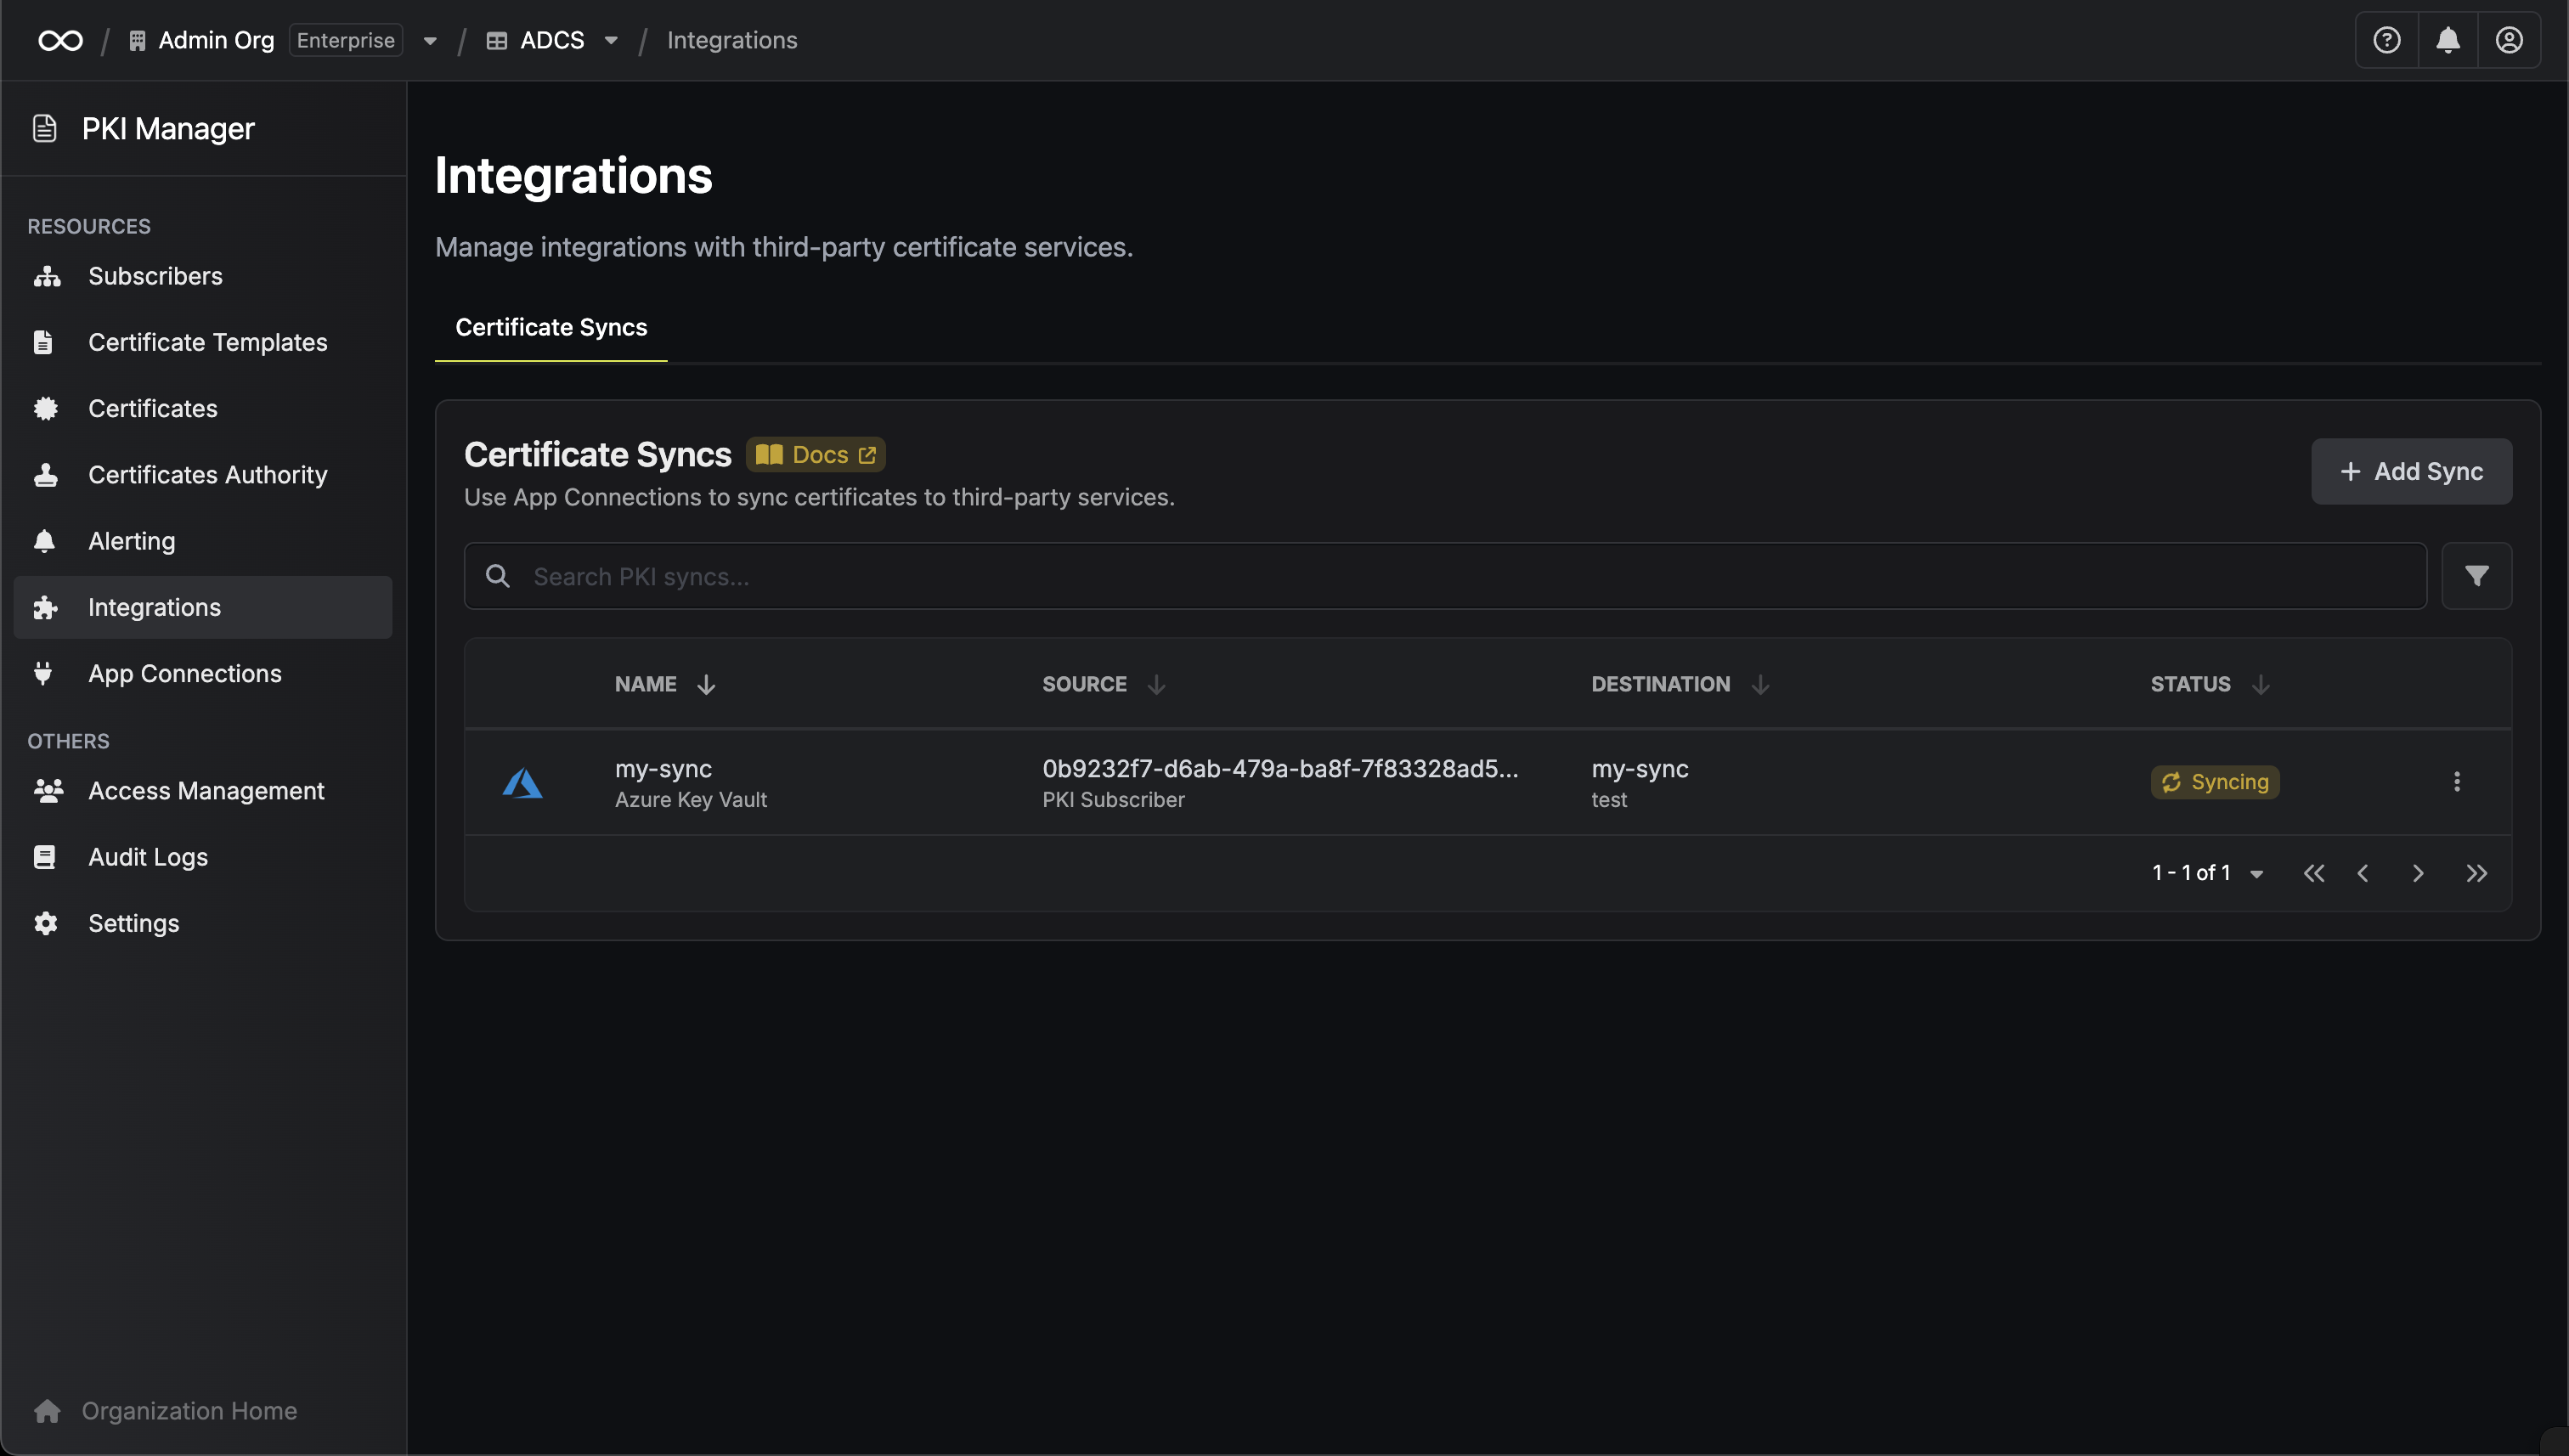 Admin Org Enterprise / ADCS / Integrations
PKI Manager
RESOURCES
Subscribers
Certificate Templates
Certificates
Certificates Authority
Alerting
Integrations
App Connections
OTHERS
Access Management
Audit Logs
Settings
Organization Home
Integrations
Manage integrations with third-party certificate services.
Certificate Syncs
Certificate Syncs Docs
Use App Connections to sync certificates to third-party services.
+ Add Sync
Search PKI syncs...
NAME SOURCE DESTINATION STATUS
my-sync 0b9232f7-d6ab-479a-ba8f-7f83328ad5... my-sync Syncing
Azure Key Vault PKI Subscriber test
1 - 1 of 1